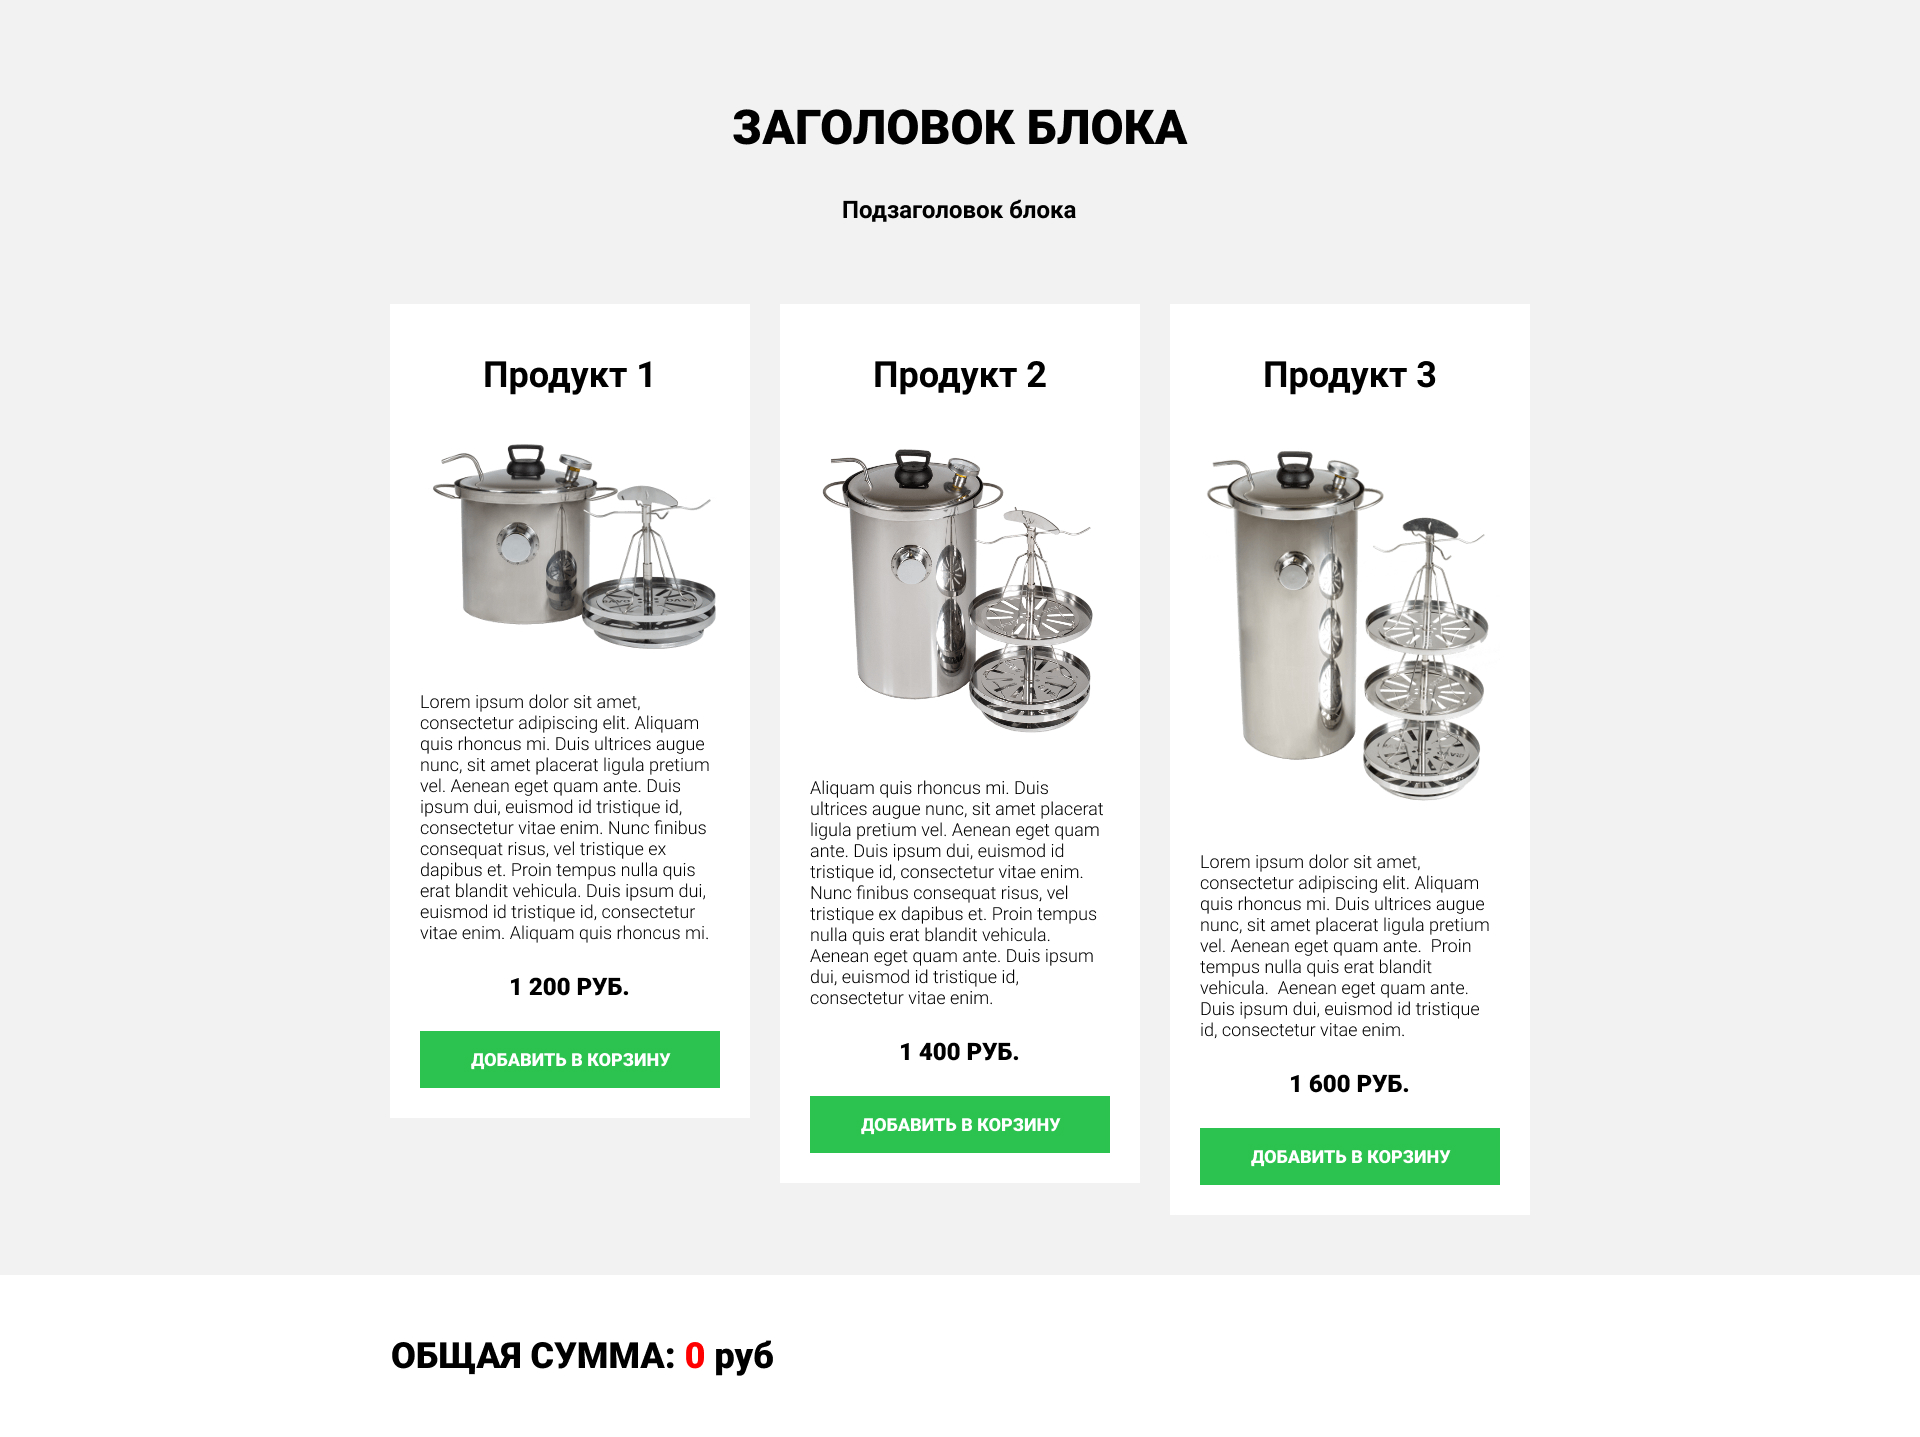 ЗАГОЛОВОК БЛОКА
Подзаголовок блока
Продукт 1
Lorem ipsum dolor sit amet,
consectetur adipiscing elit. Aliquam
quis rhoncus mi. Duis ultrices augue
nunc, sit amet placerat ligula pretium
vel. Aenean eget quam ante. Duis
ipsum dui, euismod id tristique id,
consectetur vitae enim. Nunc finibus
consequat risus, vel tristique ex
dapibus et. Proin tempus nulla quis
erat blandit vehicula. Duis ipsum dui,
euismod id tristique id, consectetur
vitae enim. Aliquam quis rhoncus mi.
1 200 РУБ.
ДОБАВИТЬ В КОРЗИНУ
Продукт 2
Aliquam quis rhoncus mi. Duis
ultrices augue nunc, sit amet placerat
ligula pretium vel. Aenean eget quam
ante. Duis ipsum dui, euismod id
tristique id, consectetur vitae enim.
Nunc finibus consequat risus, vel
tristique ex dapibus et. Proin tempus
nulla quis erat blandit vehicula.
Aenean eget quam ante. Duis ipsum
dui, euismod id tristique id,
consectetur vitae enim.
1 400 РУБ.
ДОБАВИТЬ В КОРЗИНУ
Продукт 3
Lorem ipsum dolor sit amet,
consectetur adipiscing elit. Aliquam
quis rhoncus mi. Duis ultrices augue
nunc, sit amet placerat ligula pretium
vel. Aenean eget quam ante.  Proin
tempus nulla quis erat blandit
vehicula.  Aenean eget quam ante.
Duis ipsum dui, euismod id tristique
id, consectetur vitae enim.
1 600 РУБ.
ДОБАВИТЬ В КОРЗИНУ
ОБЩАЯ СУММА: 0 руб